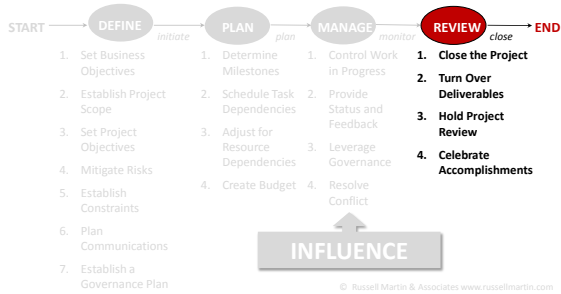 START
DEFINE
initiate
PLAN
plan
MANAGE
monitor
REVIEW
close
END
1. Set Business
Objectives
2. Establish Project
Scope
3. Set Project
Objectives
4. Mitigate Risks
5. Establish
Constraints
6. Plan
Communications
7. Establish a
Governance Plan
1. Determine
Milestones
2. Schedule Task
Dependencies
3. Adjust for
Resource
Dependencies
4. Create Budget
1. Control Work
in Progress
2. Provide
Status and
Feedback
3. Leverage
Governance
4. Resolve
Conflict
1. Close the Project
2. Turn Over
Deliverables
3. Hold Project
Review
4. Celebrate
Accomplishments
INFLUENCE
© Russell Martin & Associates www.russellmartin.com